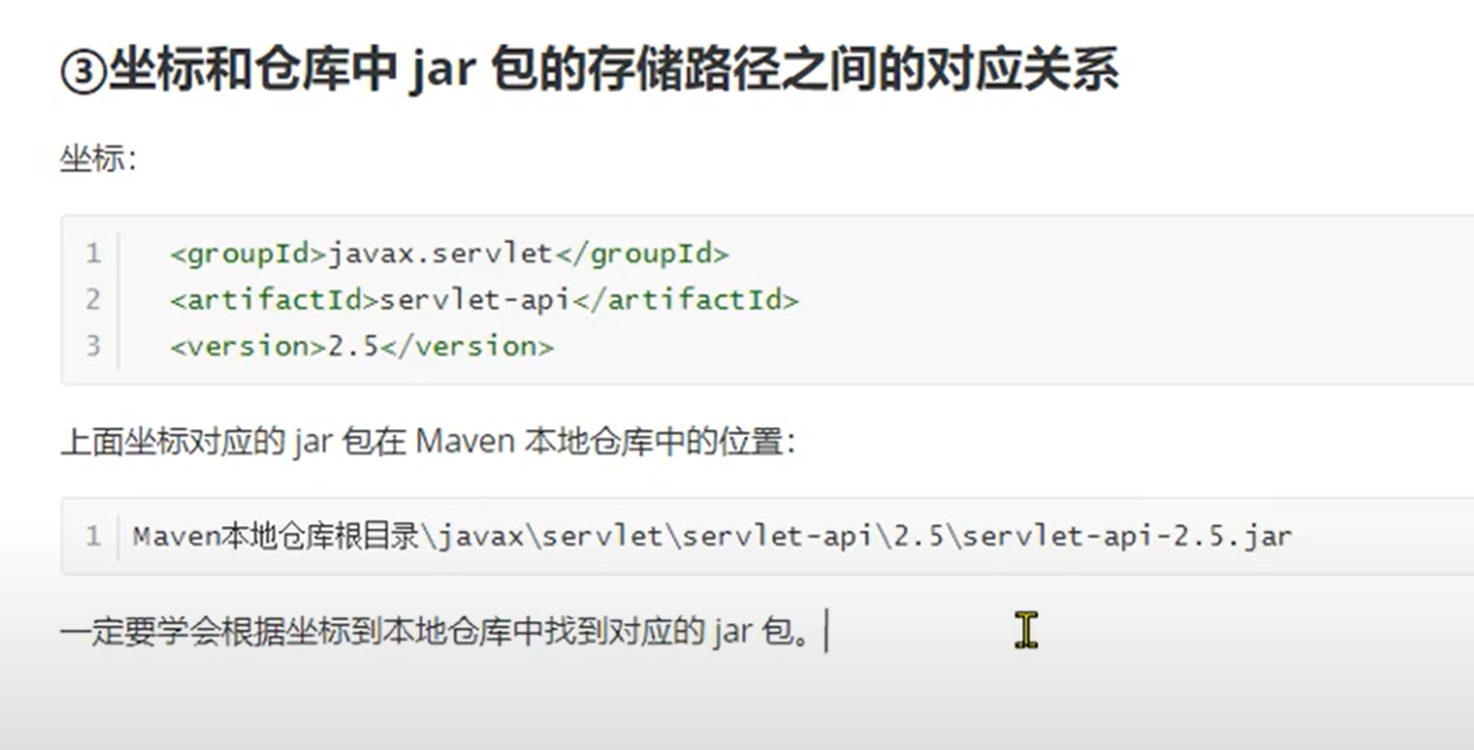 ③坐标和仓库中 jar 包的存储路径之间的对应关系
坐标：
1 <groupId>javax.servlet</groupId>
2 <artifactId>servlet-api</artifactId>
3 <version>2.5</version>
上面坐标对应的 jar 包在 Maven 本地仓库中的位置：
1 Maven本地仓库根目录\javax\servlet\servlet-api\2.5\servlet-api-2.5.jar
一定要学会根据坐标到本地仓库中找到对应的 jar 包。